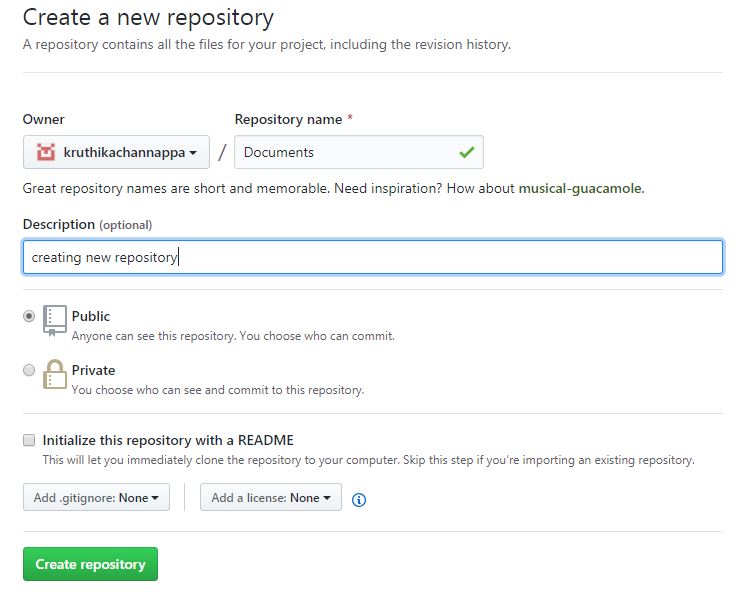 Create a new repository
A repository contains all the files for your project, including the revision history.
Owner
Repository name *
kruthikachannappa / Documents
Great repository names are short and memorable. Need inspiration? How about musical-guacamole.
Description (optional)
creating new repository
Public
Anyone can see this repository. You choose who can commit.
Private
You choose who can see and commit to this repository.
Initialize this repository with a README
This will let you immediately clone the repository to your computer. Skip this step if you’re importing an existing repository.
Add .gitignore: None
Add a license: None
Create repository